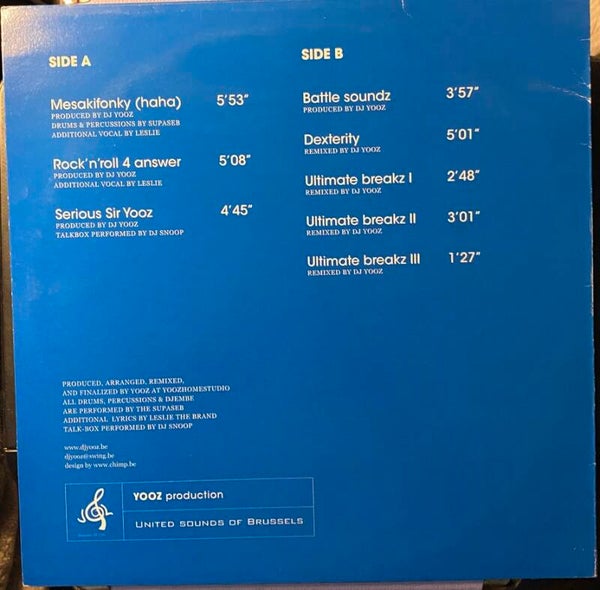 SIDE A
Mesakifonky (haha) 5'53"
PRODUCED BY DJ YOOZ
DRUMS & PERCUSSIONS BY SUPASEB
ADDITIONAL VOCAL BY LESLIE
Rock'n'roll 4 answer 5'08"
PRODUCED BY DJ YOOZ
ADDITIONAL VOCAL BY LESLIE
Serious Sir Yooz 4'45"
PRODUCED BY DJ YOOZ
TALKBOX PERFORMED BY DJ SNOOP
SIDE B
Battle soundz 3'57"
PRODUCED BY DJ YOOZ
Dexterity 5'01"
REMIXED BY DJ YOOZ
Ultimate breakz I 2'48"
REMIXED BY DJ YOOZ
Ultimate breakz II 3'01"
REMIXED BY DJ YOOZ
Ultimate breakz III 1'27"
REMIXED BY DJ YOOZ
PRODUCED, ARRANGED, REMIXED,
AND FINALIZED BY YOOZ AT YOOZHOMESTUDIO
ALL DRUMS, PERCUSSIONS & DJEMBE
ARE PERFORMED BY THE SUPASEB
ADDITIONAL LYRICS BY LESLIE THE BRAND
TALK-BOX PERFORMED BY DJ SNOOP
www.djyooz.be
djyooz@swing.be
design by www.chimp.be
YOOZ production
UNITED SOUNDS OF BRUSSELS